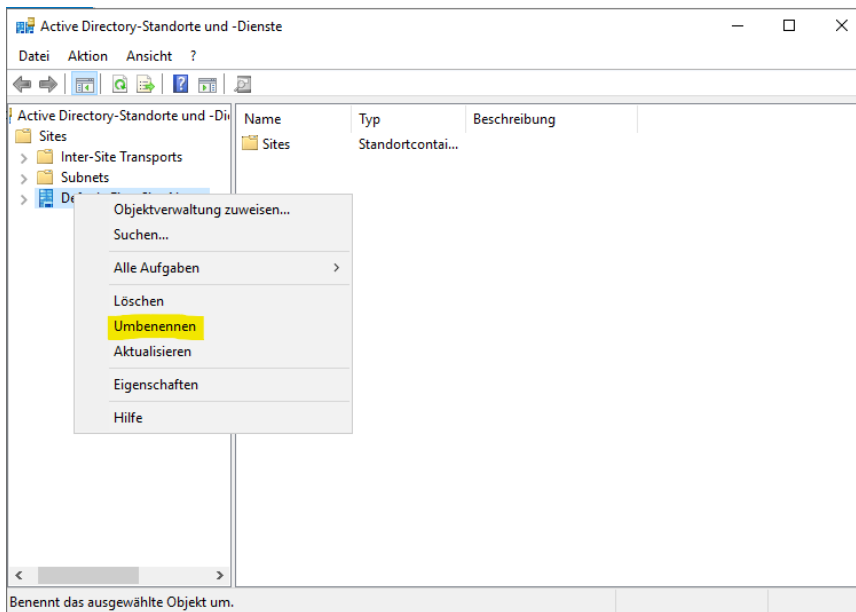 Active Directory-Standorte und -Dienste
Datei Aktion Ansicht ?
Active Directory-Standorte und -Di
Sites
Inter-Site Transports
Subnets
Name Typ Beschreibung
Sites Standortcontai...
Objektverwaltung zuweisen...
Suchen...
Alle Aufgaben
Löschen
Umbenennen
Aktualisieren
Eigenschaften
Hilfe
Benennt das ausgewählte Objekt um.